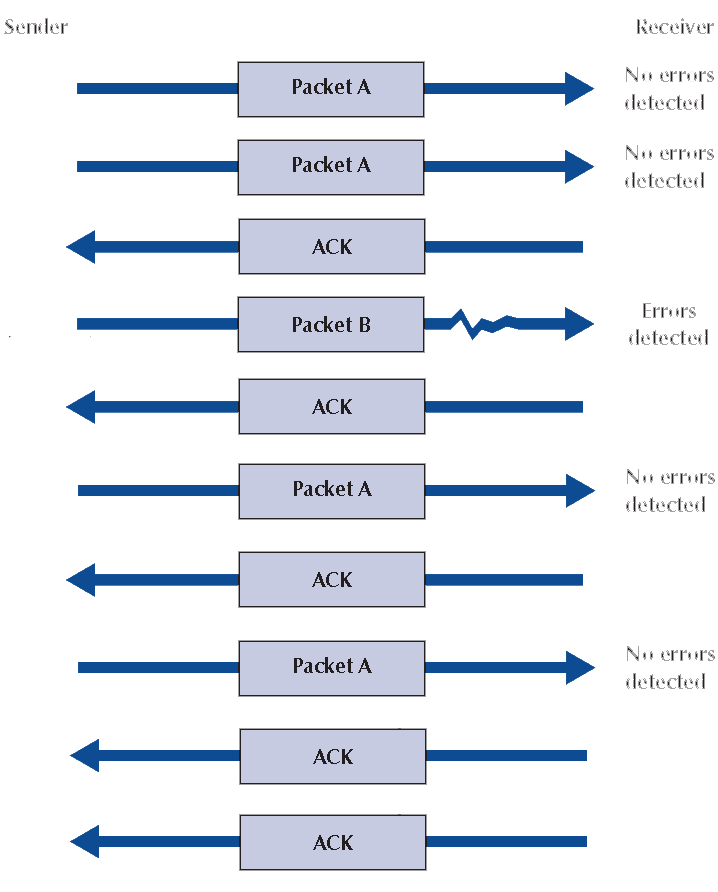 Sender
Receiver
Packet A
No errors
detected
Packet A
No errors
detected
ACK
Packet B
Errors
detected
ACK
Packet A
No errors
detected
ACK
Packet A
No errors
detected
ACK
ACK